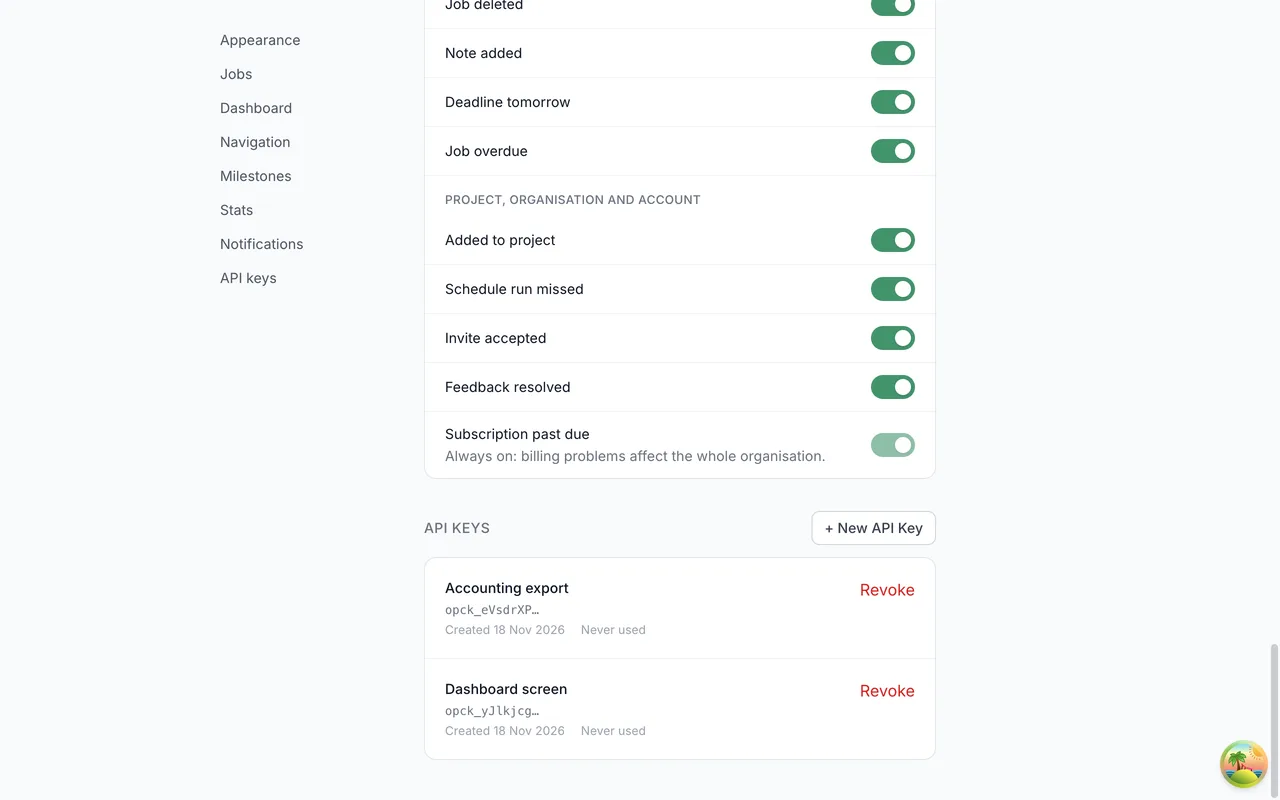 Appearance
Jobs
Dashboard
Navigation
Milestones
Stats
Notifications
API keys
Job deleted
Note added
Deadline tomorrow
Job overdue
PROJECT, ORGANISATION AND ACCOUNT
Added to project
Schedule run missed
Invite accepted
Feedback resolved
Subscription past due
Always on: billing problems affect the whole organisation.
API KEYS
+ New API Key
Accounting export
Revoke
opck_eVsdrXP…
Created 18 Nov 2026 Never used
Dashboard screen
Revoke
opck_yJlkjcg…
Created 18 Nov 2026 Never used